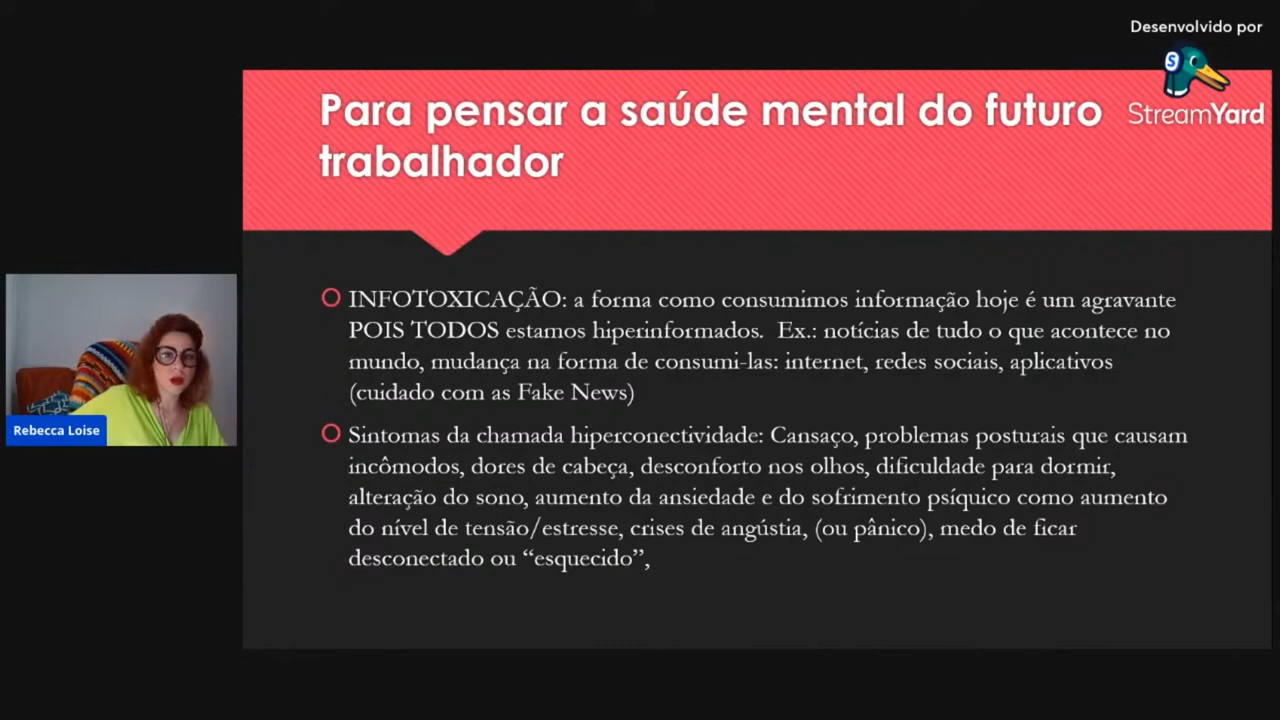 Desenvolvido por
StreamYard
Para pensar a saúde mental do futuro
trabalhador
INFOTOXICAÇÃO: a forma como consumimos informação hoje é um agravante
POIS TODOS estamos hiperinformados.  Ex.: notícias de tudo o que acontece no
mundo, mudança na forma de consumi-las: internet, redes sociais, aplicativos
(cuidado com as Fake News)
Sintomas da chamada hiperconectividade: Cansaço, problemas posturais que causam
incômodos, dores de cabeça, desconforto nos olhos, dificuldade para dormir,
alteração do sono, aumento da ansiedade e do sofrimento psíquico como aumento
do nível de tensão/estresse, crises de angústia, (ou pânico), medo de ficar
desconectado ou “esquecido”,
Rebecca Loise